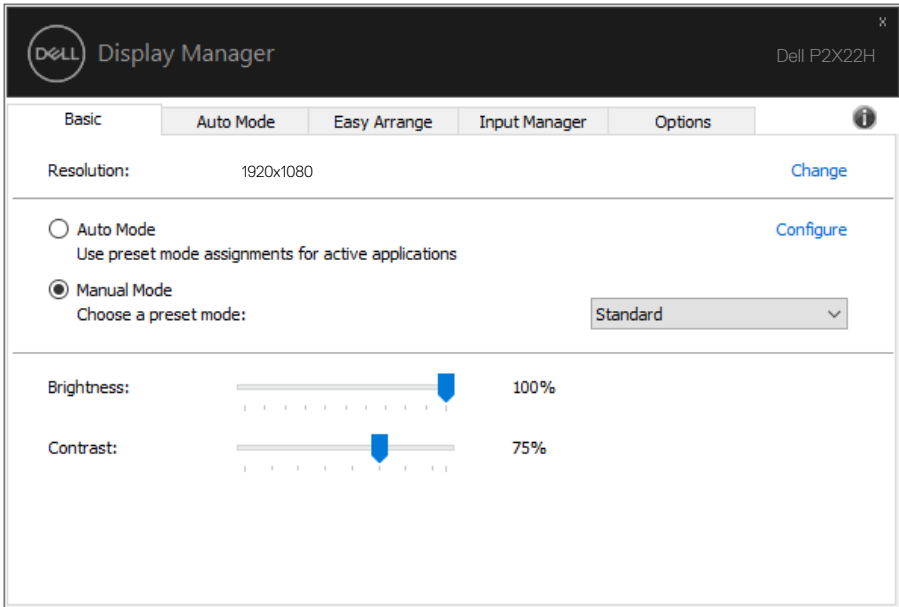 x
DELL Display Manager
Dell P2X22H
Basic Auto Mode Easy Arrange Input Manager Options
Resolution: 1920x1080 Change
Auto Mode Configure
Use preset mode assignments for active applications
Manual Mode
Choose a preset mode: Standard
Brightness: 100%
Contrast: 75%